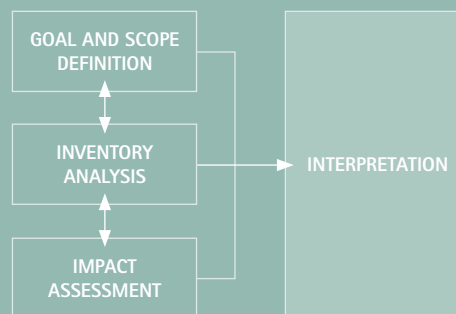 GOAL AND SCOPE
DEFINITION
INVENTORY
ANALYSIS
INTERPRETATION
IMPACT
ASSESSMENT